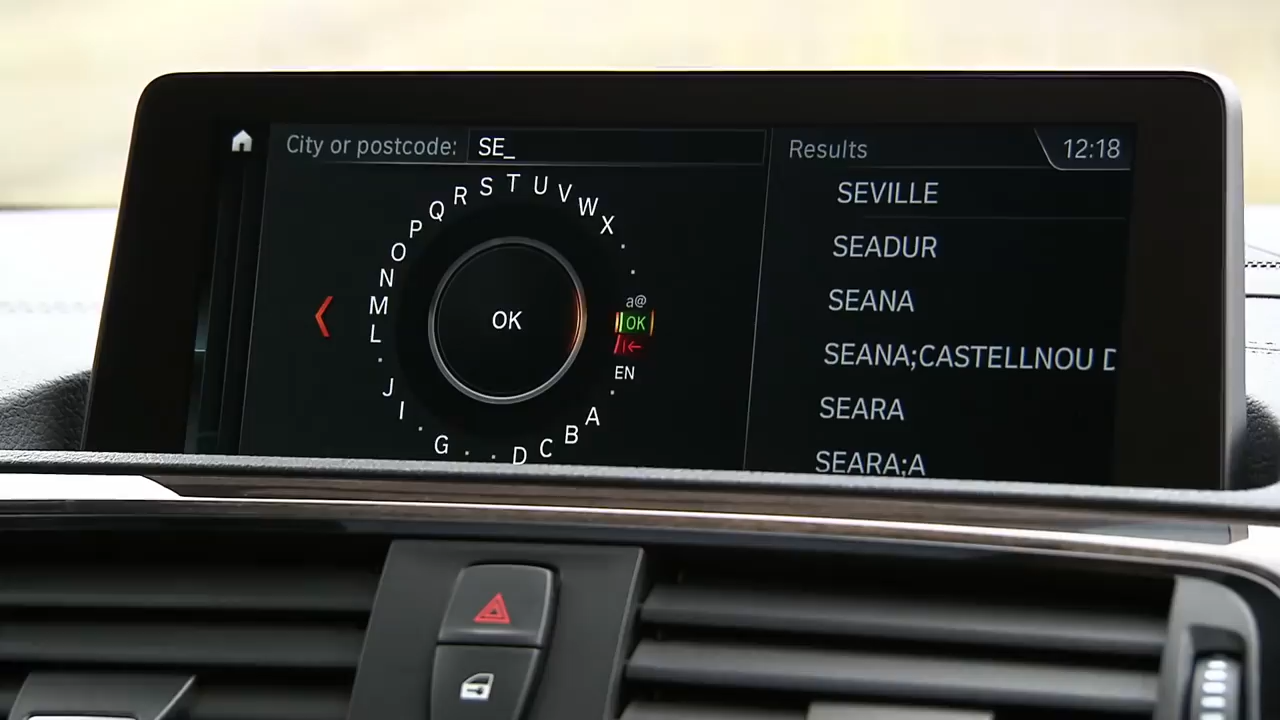 City or postcode: SE_
Results
12:18
SEVILLE
SEADUR
SEANA
SEANA;CASTELLNOU D
SEARA
SEARA;A
A B C D . . G . I J . L M N O P Q R S T U V W X . .
a@
OK
EN
.
OK